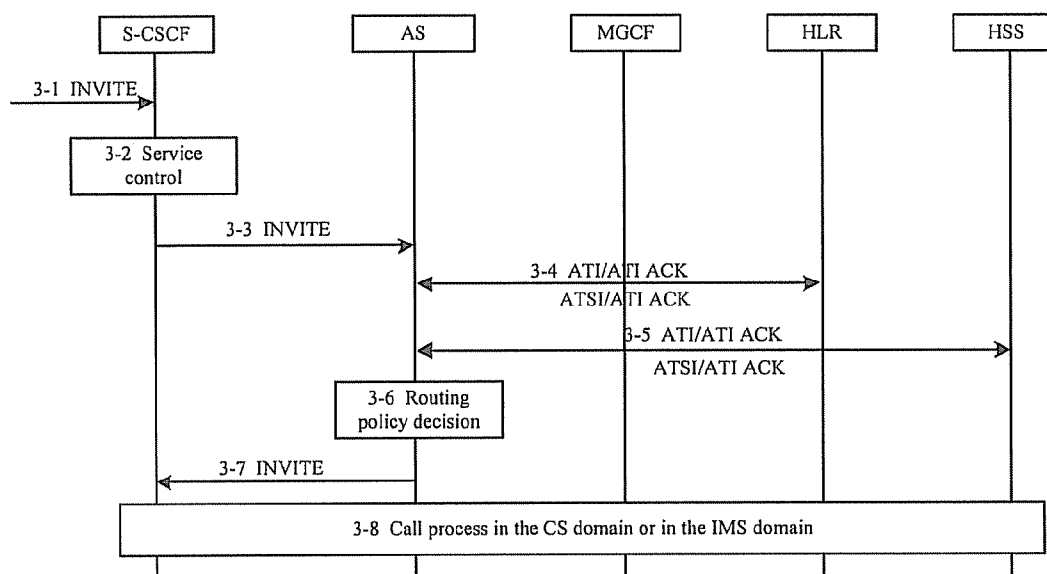 S-CSCF
AS
MGCF
HLR
HSS
3-1 INVITE
3-2 Service
control
3-3 INVITE
3-4 ATI/ATI ACK
ATSI/ATI ACK
3-5 ATI/ATI ACK
ATSI/ATI ACK
3-6 Routing
policy decision
3-7 INVITE
3-8 Call process in the CS domain or in the IMS domain